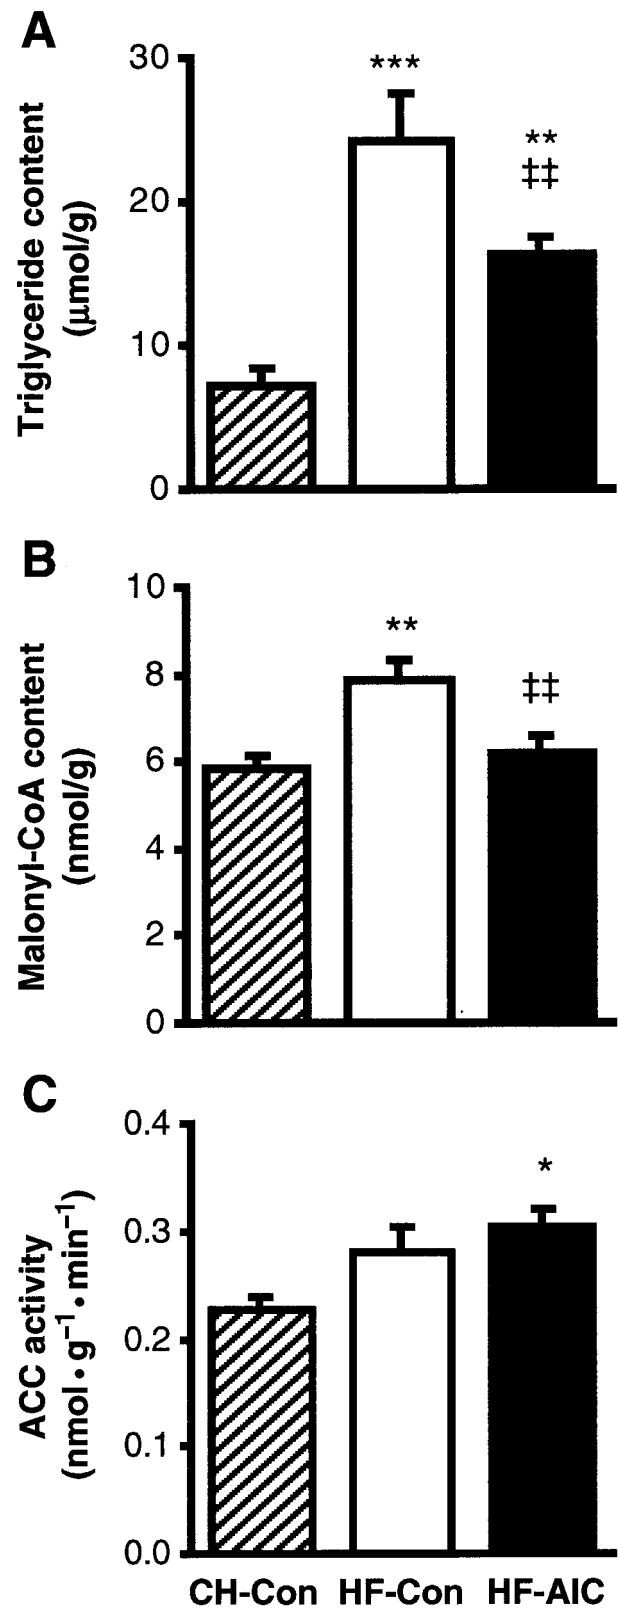 A
Triglyceride content
(µmol/g)
30
20
10
0
***
**
‡‡
B
Malonyl-CoA content
(nmol/g)
10
8
6
4
2
0
**
‡‡
C
ACC activity
(nmol•g⁻¹•min⁻¹)
0.4
0.3
0.2
0.1
0.0
*
CH-Con HF-Con HF-AIC